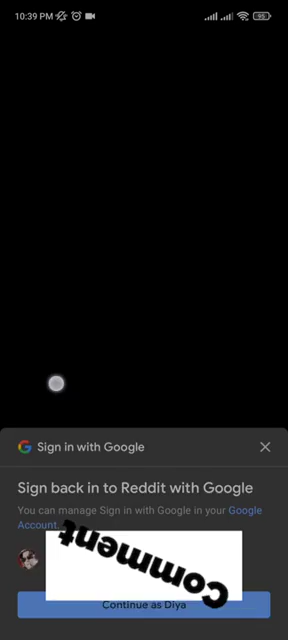 10:39 PM
95
Sign in with Google
Sign back in to Reddit with Google
You can manage Sign in with Google in your Google
Account.
Comment
Continue as Diya